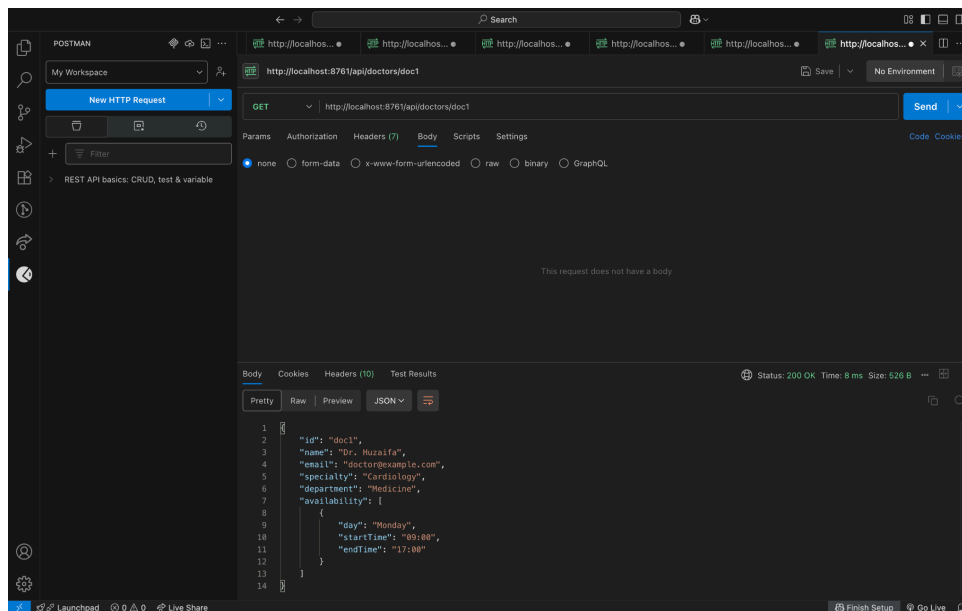 Search
POSTMAN
http://localhos...
http://localhos...
http://localhos...
http://localhos...
http://localhos...
http://localhos...
My Workspace
HTTP http://localhost:8761/api/doctors/doc1
Save
No Environment
New HTTP Request
GET http://localhost:8761/api/doctors/doc1
Send
Filter
Params Authorization Headers (7) Body Scripts Settings
Code Cookie
none form-data x-www-form-urlencoded raw binary GraphQL
REST API basics: CRUD, test & variable
This request does not have a body
Body Cookies Headers (10) Test Results
Status: 200 OK Time: 8 ms Size: 526 B
Pretty Raw Preview JSON
1 {
2 "id": "doc1",
3 "name": "Dr. Huzaifa",
4 "email": "doctor@example.com",
5 "specialty": "Cardiology",
6 "department": "Medicine",
7 "availability": [
8 {
9 "day": "Monday",
10 "startTime": "09:00",
11 "endTime": "17:00"
12 }
13 ]
14 }
Launchpad 0 0 Live Share
Finish Setup Go Live